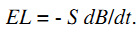 EL = - S dB/dt.